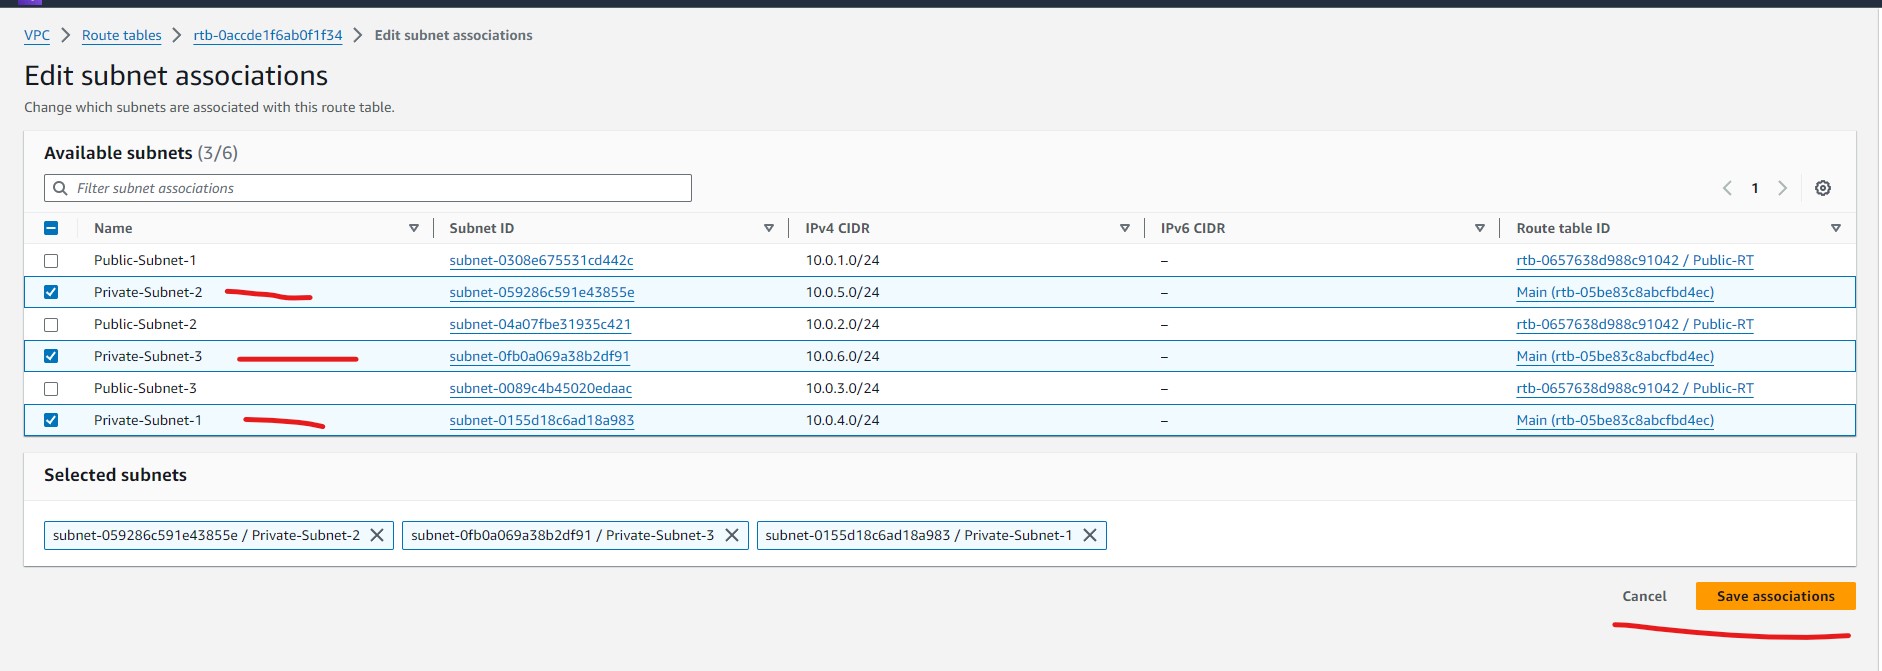 VPC > Route tables > rtb-0accde1f6ab0f1f34 > Edit subnet associations
Edit subnet associations
Change which subnets are associated with this route table.
Available subnets (3/6)
Filter subnet associations
1
Name Subnet ID IPv4 CIDR IPv6 CIDR Route table ID
Public-Subnet-1 subnet-0308e675531cd442c 10.0.1.0/24 – rtb-0657638d988c91042 / Public-RT
Private-Subnet-2 subnet-059286c591e43855e 10.0.5.0/24 – Main (rtb-05be83c8abcfbd4ec)
Public-Subnet-2 subnet-04a07fbe31935c421 10.0.2.0/24 – rtb-0657638d988c91042 / Public-RT
Private-Subnet-3 subnet-0fb0a069a38b2df91 10.0.6.0/24 – Main (rtb-05be83c8abcfbd4ec)
Public-Subnet-3 subnet-0089c4b45020edaac 10.0.3.0/24 – rtb-0657638d988c91042 / Public-RT
Private-Subnet-1 subnet-0155d18c6ad18a983 10.0.4.0/24 – Main (rtb-05be83c8abcfbd4ec)
Selected subnets
subnet-059286c591e43855e / Private-Subnet-2 subnet-0fb0a069a38b2df91 / Private-Subnet-3 subnet-0155d18c6ad18a983 / Private-Subnet-1
Cancel Save associations